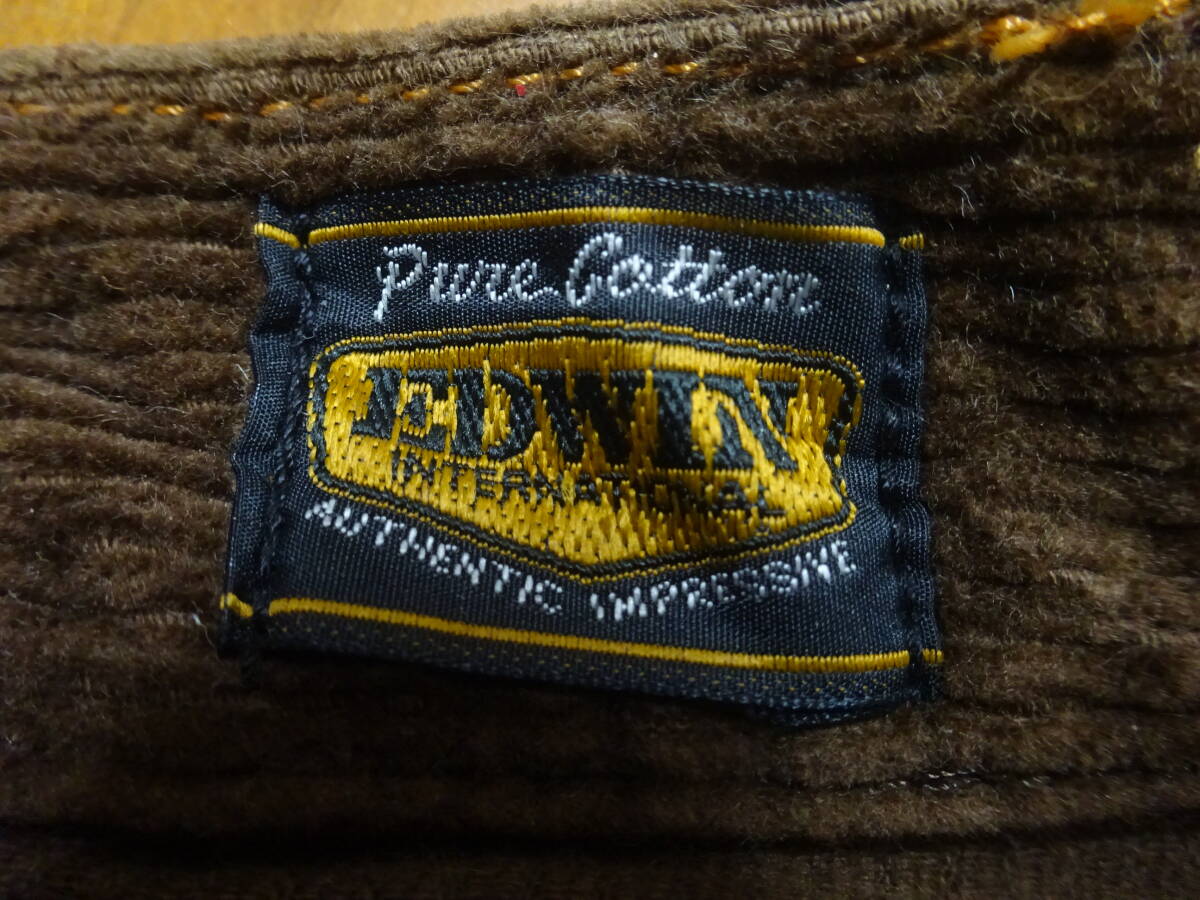 Pure Cotton
EDWIN
INTERNATIONAL
AUTHENTIC IMPRESSIVE